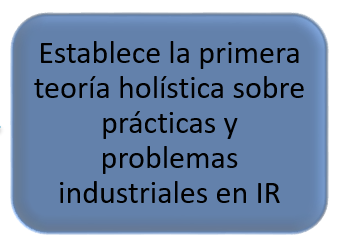 Establece la primera
teoría holística sobre
prácticas y
problemas
industriales en IR